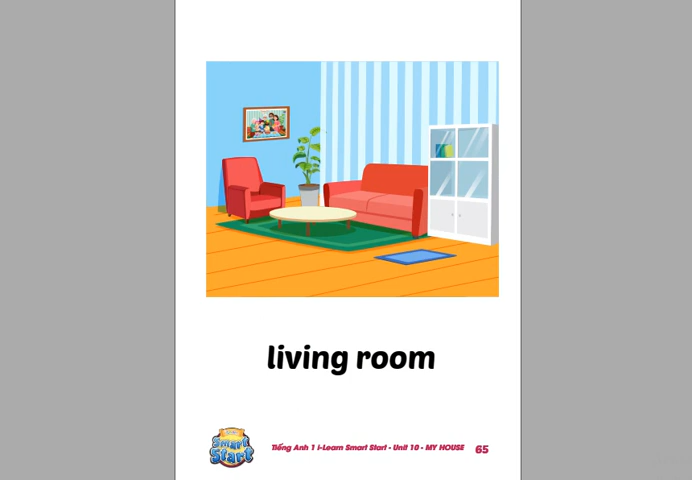 living room
Smart
Start
Tiếng Anh 1 i-Learn Smart Start - Unit 10 - MY HOUSE 65